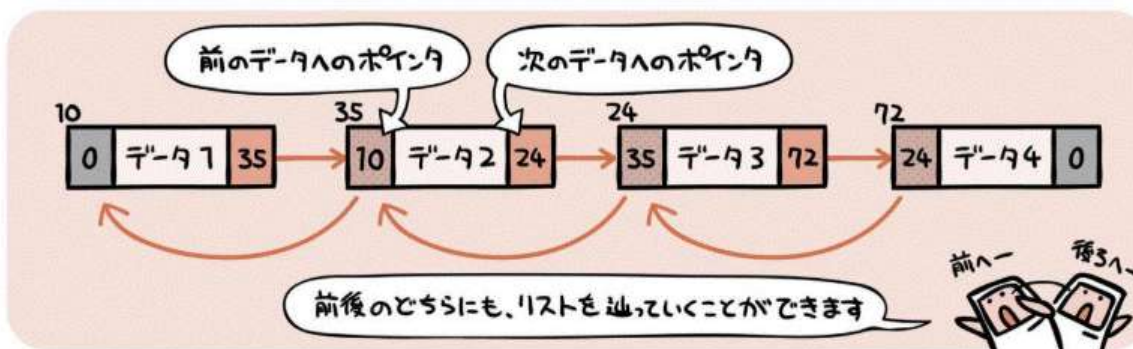 前のデータへのポインタ
次のデータへのポインタ
10
0 データ1 35
35
10 データ2 24
24
35 データ3 72
72
24 データ4 0
前へー
後ろへー
前後のどちらにも、リストを辿っていくことができます